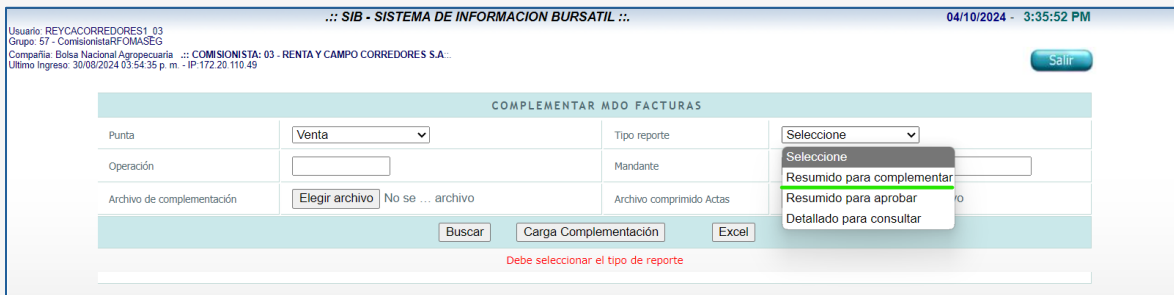 .:: SIB - SISTEMA DE INFORMACION BURSATIL ::.
04/10/2024 - 3:35:52 PM
Usuario: REYCACORREDORES1_03
Grupo: 57 - ComisionistaRFOMASEG
Compañia: Bolsa Nacional Agropecuaria .:: COMISIONISTA: 03 - RENTA Y CAMPO CORREDORES S.A::.
Ultimo Ingreso: 30/08/2024 03:54:35 p. m. - IP:172.20.110.49
Salir
COMPLEMENTAR MDO FACTURAS
Punta Venta Tipo reporte Seleccione
Seleccione
Operación Mandante
Resumido para complementar
Archivo de complementación Elegir archivo No se ... archivo Archivo comprimido Actas
Resumido para aprobar
Detallado para consultar
Buscar Carga Complementación Excel
Debe seleccionar el tipo de reporte